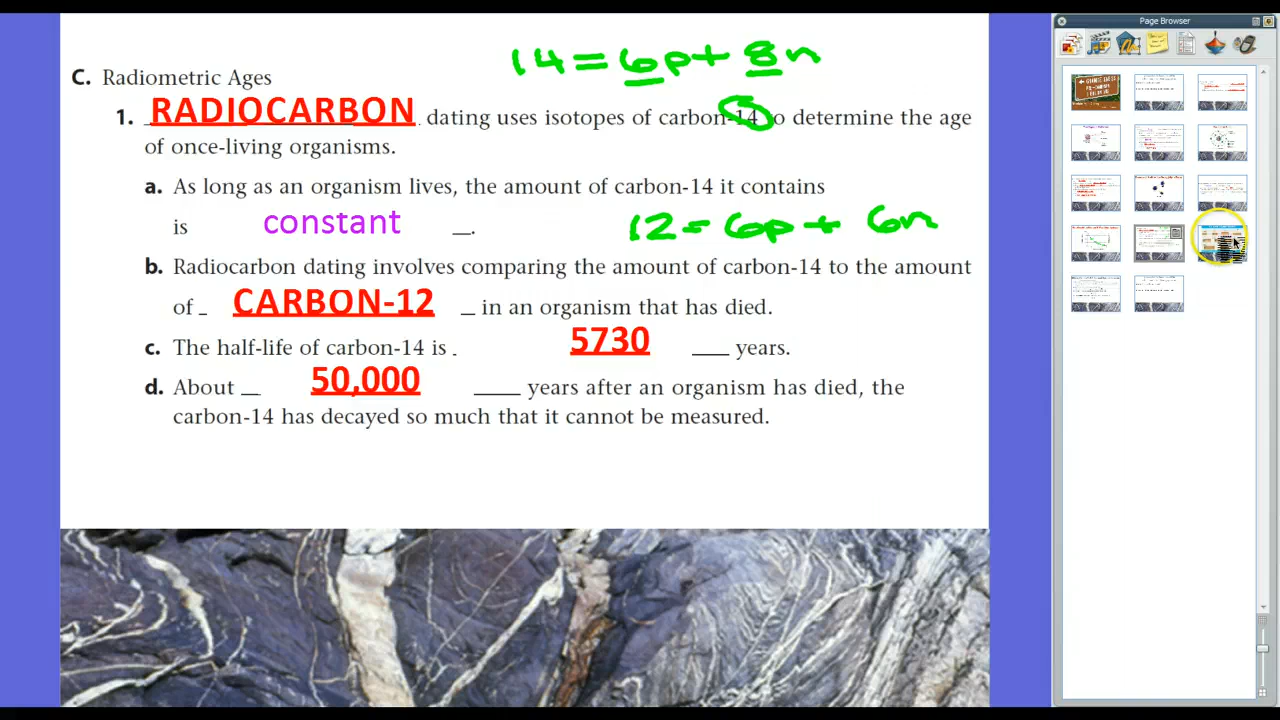 14 = 6p + 8n
C. Radiometric Ages
1. RADIOCARBON dating uses isotopes of carbon-14 to determine the age
of once-living organisms.
a. As long as an organism lives, the amount of carbon-14 it contains
is constant .
12 = 6p + 6n
b. Radiocarbon dating involves comparing the amount of carbon-14 to the amount
of CARBON-12 in an organism that has died.
c. The half-life of carbon-14 is 5730 years.
d. About 50,000 years after an organism has died, the
carbon-14 has decayed so much that it cannot be measured.
Page Browser